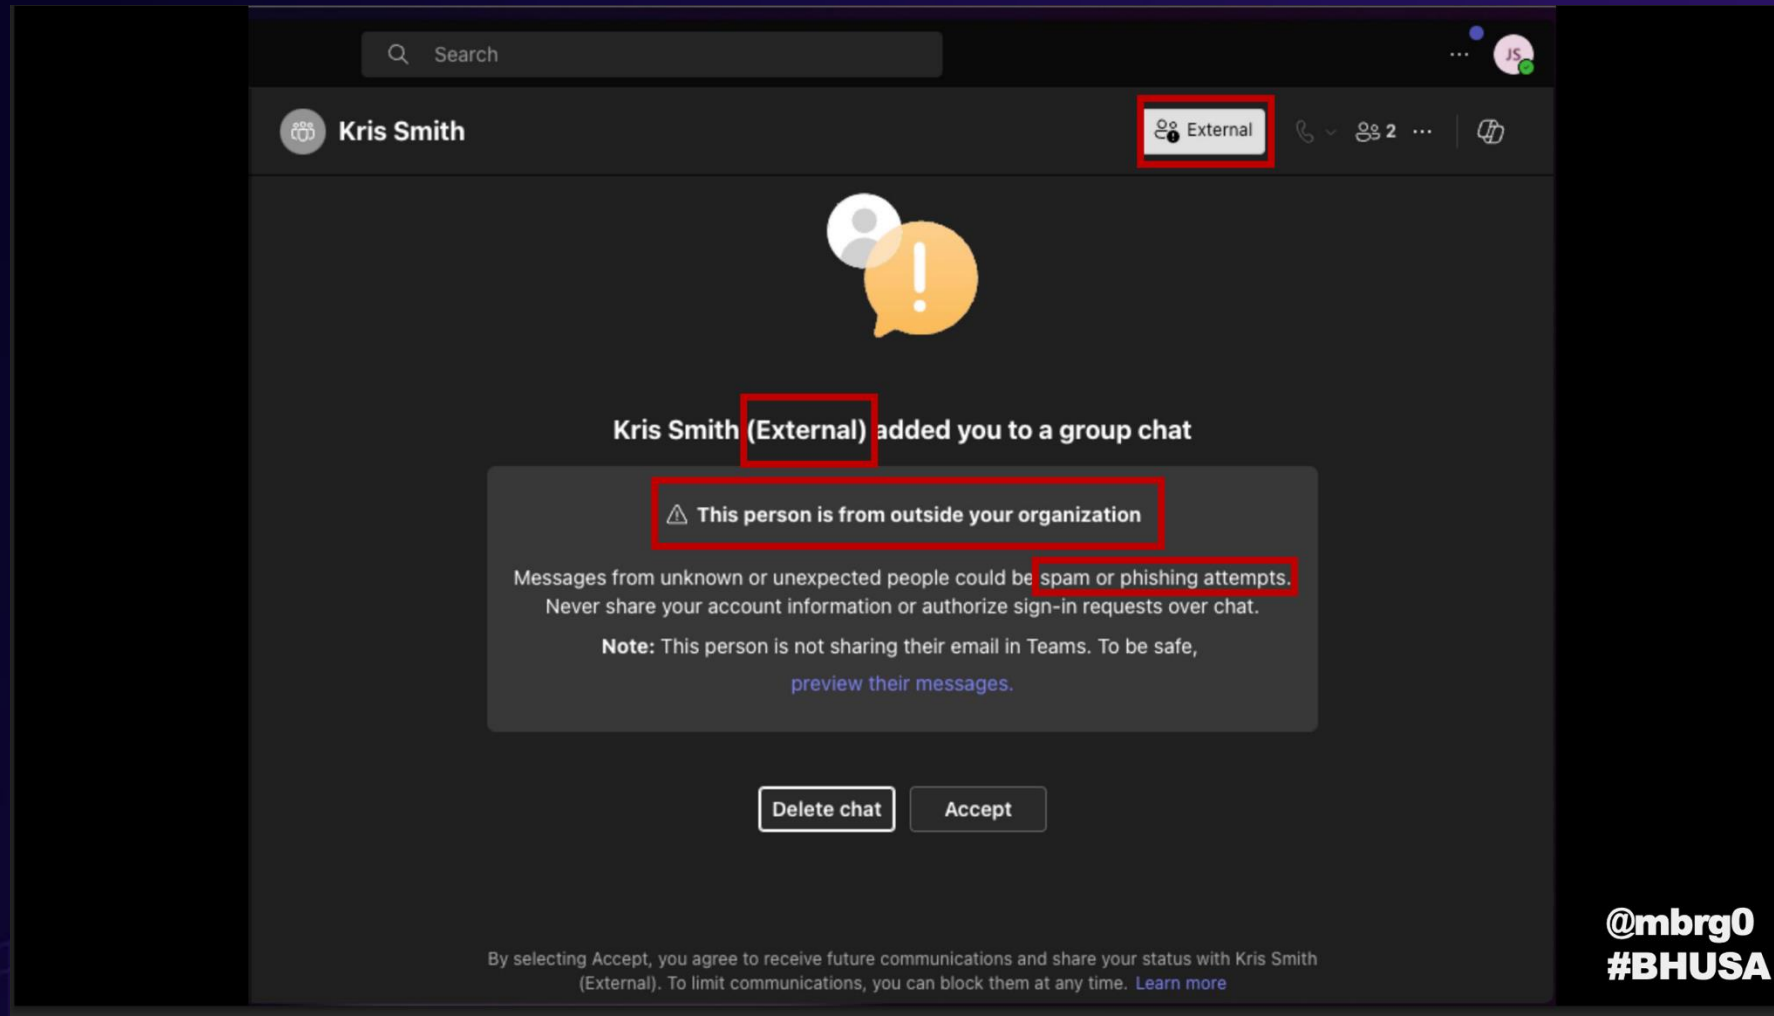 Search
... JS
Kris Smith
External
2 ...
Kris Smith (External) added you to a group chat
This person is from outside your organization
Messages from unknown or unexpected people could be spam or phishing attempts.
Never share your account information or authorize sign-in requests over chat.
Note: This person is not sharing their email in Teams. To be safe,
preview their messages.
Delete chat Accept
By selecting Accept, you agree to receive future communications and share your status with Kris Smith
(External). To limit communications, you can block them at any time. Learn more
@mbrg0
#BHUSA